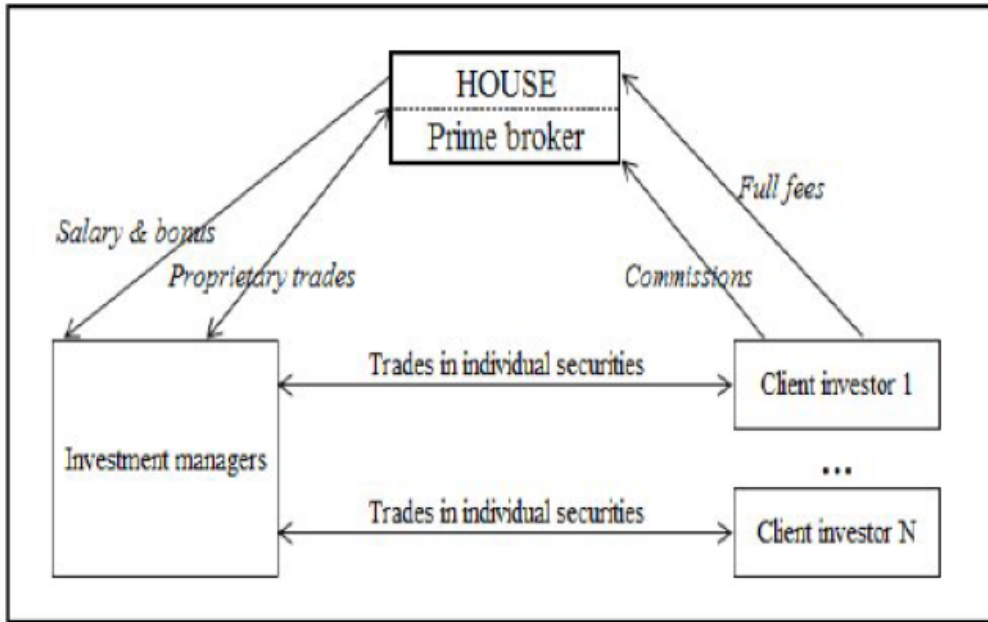 HOUSE
Prime broker
Full fees
Salary & bonus
Proprietary trades
Commissions
Trades in individual securities
Client investor 1
Investment managers
...
Trades in individual securities
Client investor N